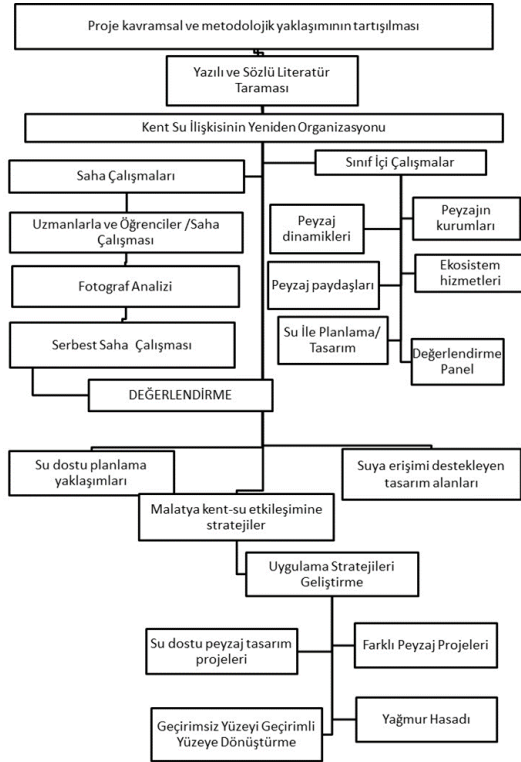 Proje kavramsal ve metodolojik yaklaşımının tartışılması
Yazılı ve Sözlü Literatür
Taraması
Kent Su İlişkisinin Yeniden Organizasyonu
Saha Çalışmaları
Sınıf İçi Çalışmalar
Uzmanlarla ve Öğrenciler /Saha
Çalışması
Fotograf Analizi
Serbest Saha Çalışması
Peyzaj
dinamikleri
Peyzajın
kurumları
Peyzaj paydaşları
Ekosistem
hizmetleri
Su İle Planlama/
Tasarım
Değerlendirme
Panel
DEĞERLENDİRME
Su dostu planlama
yaklaşımları
Suya erişimi destekleyen
tasarım alanları
Malatya kent-su etkileşimine
stratejiler
Uygulama Stratejileri
Geliştirme
Su dostu peyzaj tasarım
projeleri
Farklı Peyzaj Projeleri
Geçirimsiz Yüzeyi Geçirimli
Yüzeye Dönüştürme
Yağmur Hasadı